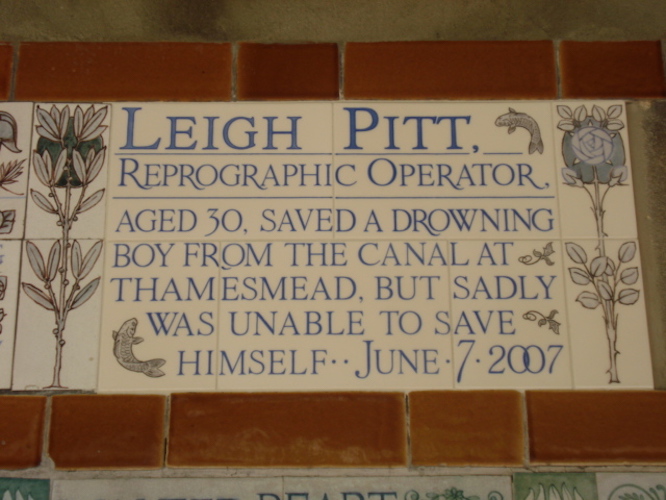 LEIGH PITT,
REPROGRAPHIC OPERATOR,
AGED 30, SAVED A DROWNING
BOY FROM THE CANAL AT
THAMESMEAD, BUT SADLY
WAS UNABLE TO SAVE
HIMSELF·· JUNE·7·2007